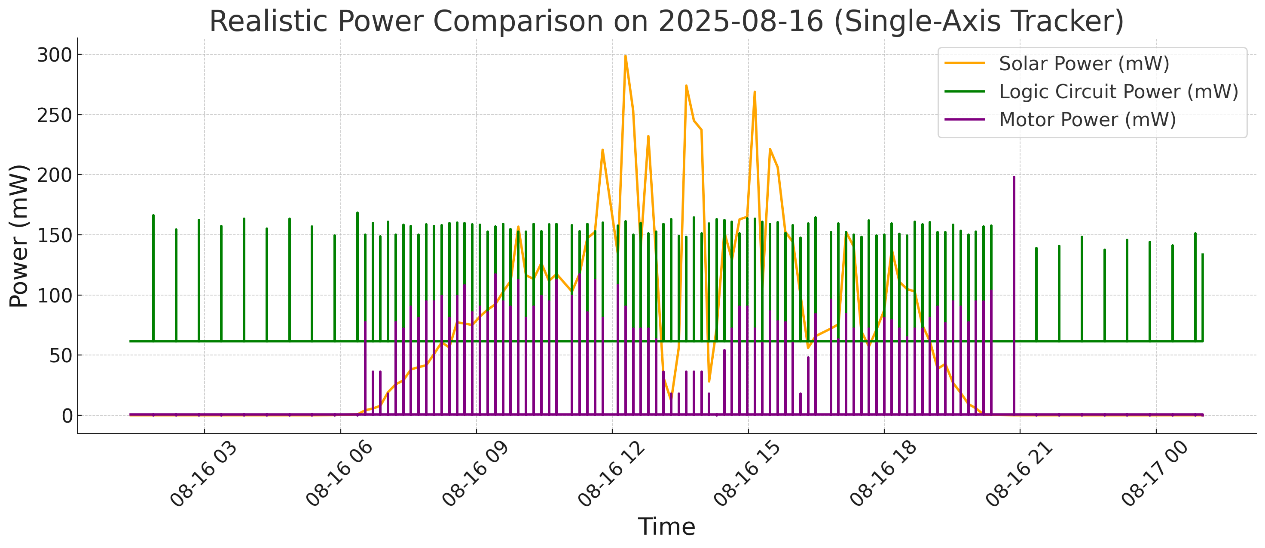 Realistic Power Comparison on 2025-08-16 (Single-Axis Tracker)
Solar Power (mW)
Logic Circuit Power (mW)
Motor Power (mW)
Power (mW)
300
250
200
150
100
50
0
08-16 03
08-16 06
08-16 09
08-16 12
08-16 15
08-16 18
08-16 21
08-17 00
Time